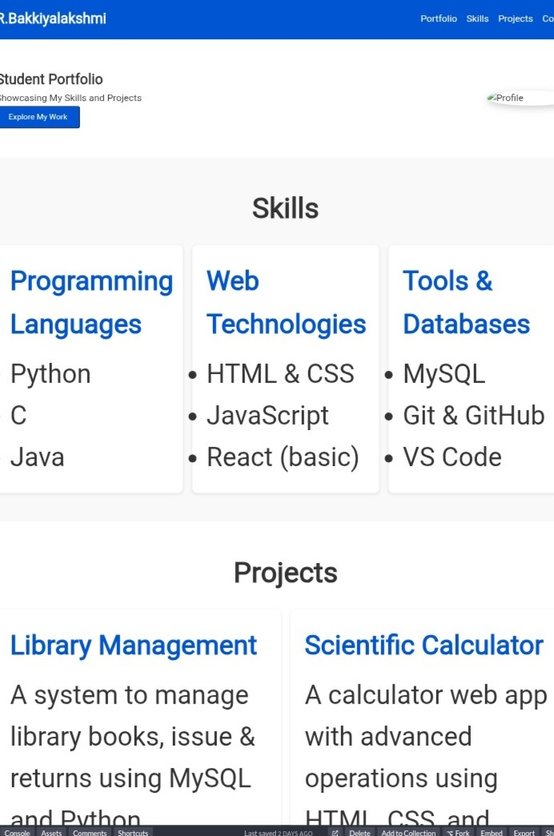 R.Bakkiyalakshmi
Portfolio Skills Projects Co
Student Portfolio
Showcasing My Skills and Projects
Explore My Work
Profile
Skills
Programming
Languages
Python
C
Java
Web
Technologies
• HTML & CSS
• JavaScript
• React (basic)
Tools &
Databases
• MySQL
• Git & GitHub
• VS Code
Projects
Library Management
A system to manage
library books, issue &
returns using MySQL
and Python
Scientific Calculator
A calculator web app
with advanced
operations using
HTML, CSS, and
Console Assets Comments Shortcuts Last saved 2 DAYS AGO Delete Add to Collection Fork Embed Export Sh